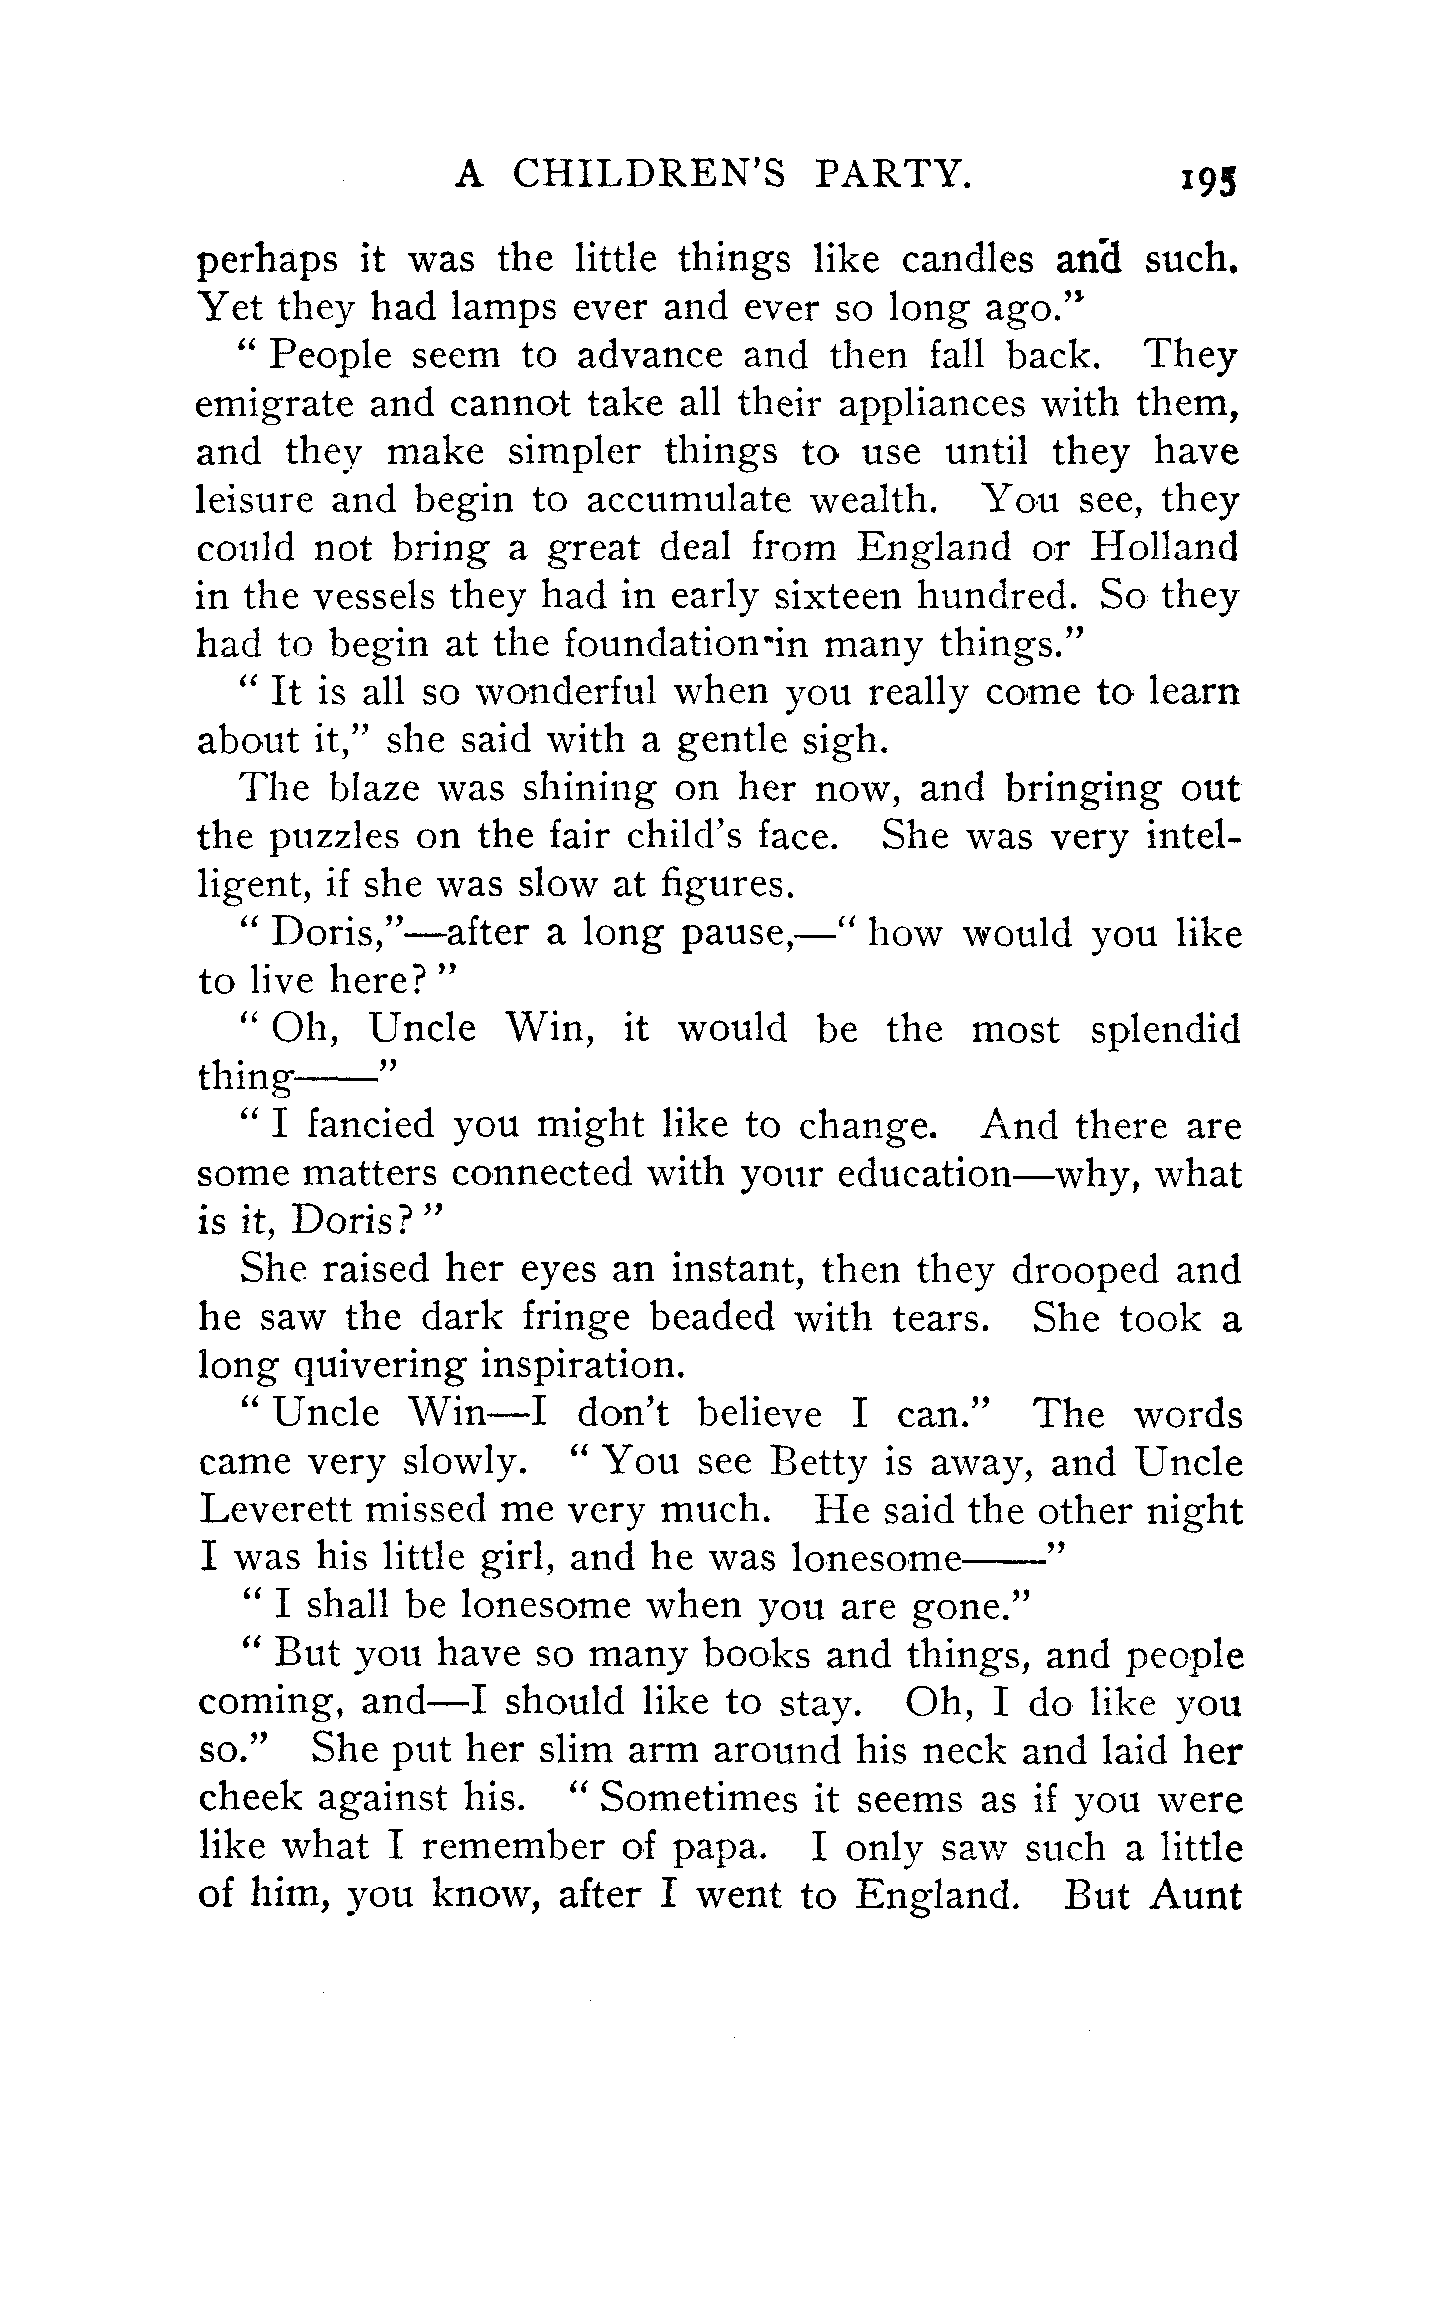 A CHILDREN'S PARTY. 195
perhaps it was the little things like candles and such.
Yet they had lamps ever and ever so long ago."
" People seem to advance and then fall back. They
emigrate and cannot take all their appliances with them,
and they make simpler things to use until they have
leisure and begin to accumulate wealth. You see, they
could not bring a great deal from England or Holland
in the vessels they had in early sixteen hundred. So they
had to begin at the foundation in many things."
" It is all so wonderful when you really come to learn
about it," she said with a gentle sigh.
The blaze was shining on her now, and bringing out
the puzzles on the fair child's face. She was very intel-
ligent, if she was slow at figures.
" Doris,"—after a long pause,—" how would you like
to live here? "
" Oh, Uncle Win, it would be the most splendid
thing——"
" I fancied you might like to change. And there are
some matters connected with your education—why, what
is it, Doris? "
She raised her eyes an instant, then they drooped and
he saw the dark fringe beaded with tears. She took a
long quivering inspiration.
" Uncle Win—I don't believe I can." The words
came very slowly. " You see Betty is away, and Uncle
Leverett missed me very much. He said the other night
I was his little girl, and he was lonesome——"
" I shall be lonesome when you are gone."
" But you have so many books and things, and people
coming, and—I should like to stay. Oh, I do like you
so." She put her slim arm around his neck and laid her
cheek against his. " Sometimes it seems as if you were
like what I remember of papa. I only saw such a little
of him, you know, after I went to England. But Aunt